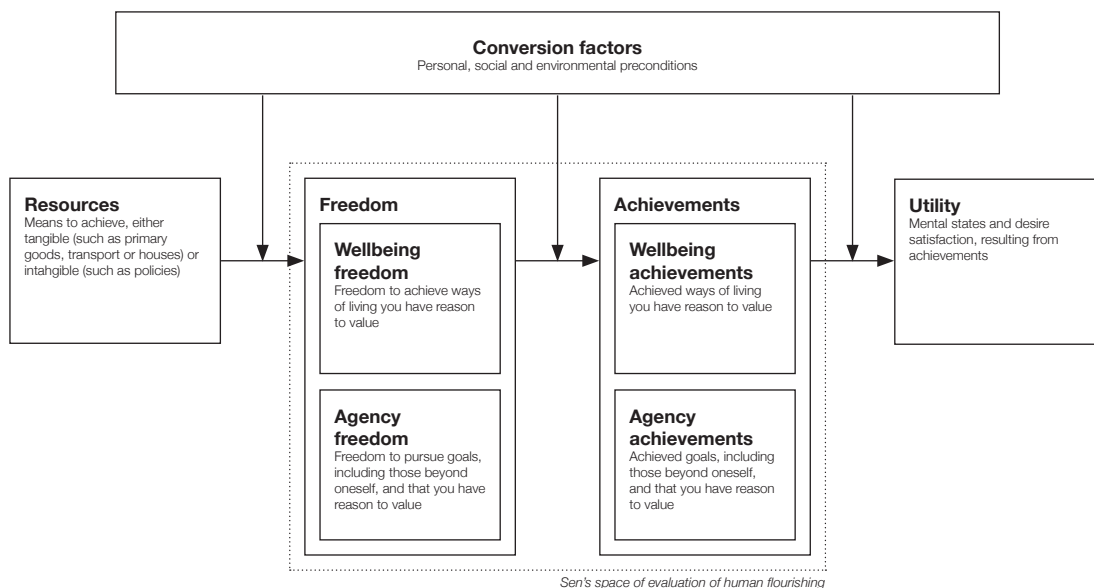 Conversion factors
Personal, social and environmental preconditions
Resources
Means to achieve, either
tangible (such as primary
goods, transport or houses) or
intahgible (such as policies)
Freedom
Wellbeing
freedom
Freedom to achieve ways
of living you have reason
to value
Agency
freedom
Freedom to pursue goals,
including those beyond
oneself, and that you have
reason to value
Achievements
Wellbeing
achievements
Achieved ways of living
you have reason to value
Agency
achievements
Achieved goals, including
those beyond oneself,
and that you have reason
to value
Utility
Mental states and desire
satisfaction, resulting from
achievements
Sen's space of evaluation of human flourishing